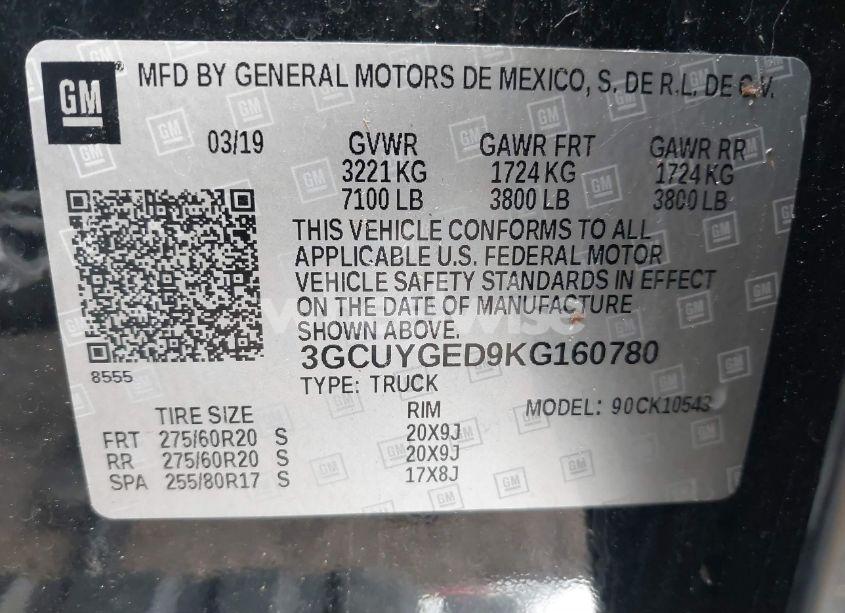 GM MFD BY GENERAL MOTORS DE MEXICO, S. DE R.L. DE C.V.
03/19 GVWR GAWR FRT GAWR RR
3221 KG 1724 KG 1724 KG
7100 LB 3800 LB 3800 LB
THIS VEHICLE CONFORMS TO ALL
APPLICABLE U.S. FEDERAL MOTOR
VEHICLE SAFETY STANDARDS IN EFFECT
ON THE DATE OF MANUFACTURE
SHOWN ABOVE.
3GCUYGED9KG160780
8555
TYPE: TRUCK
TIRE SIZE RIM MODEL: 90CK10543
FRT 275/60R20 S 20X9J
RR 275/60R20 S 20X9J
SPA 255/80R17 S 17X8J